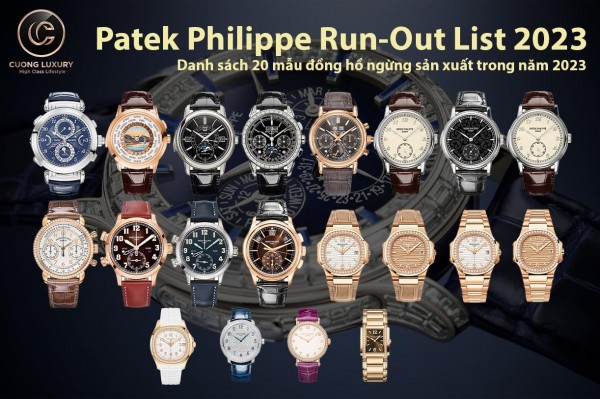 CUONG LUXURY
High Class Lifestyle
Patek Philippe Run-Out List 2023
Danh sách 20 mẫu đồng hồ ngừng sản xuất trong năm 2023